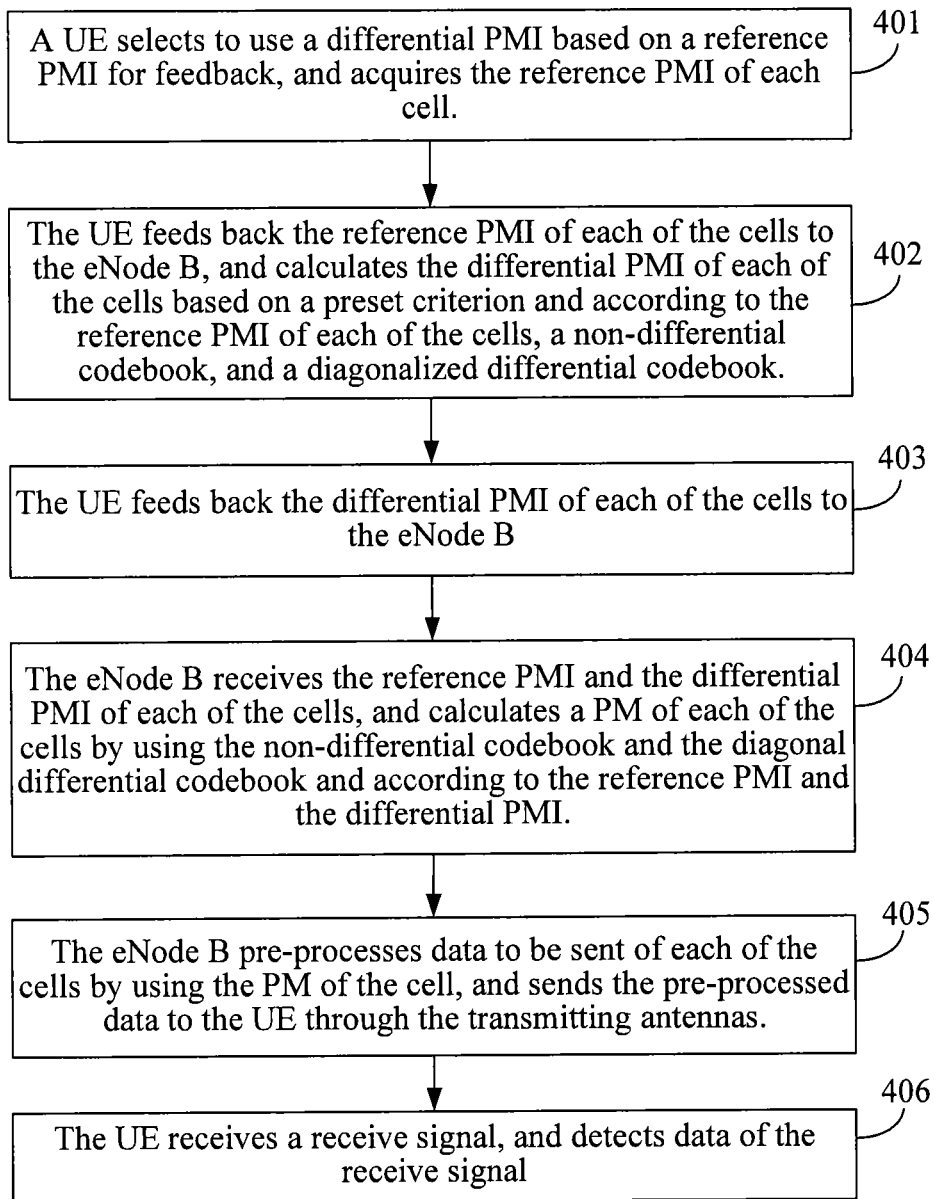 A UE selects to use a differential PMI based on a reference
PMI for feedback, and acquires the reference PMI of each
cell.
401
The UE feeds back the reference PMI of each of the cells to
the eNode B, and calculates the differential PMI of each of
the cells based on a preset criterion and according to the
reference PMI of each of the cells, a non-differential
codebook, and a diagonalized differential codebook.
402
The UE feeds back the differential PMI of each of the cells to
the eNode B
403
The eNode B receives the reference PMI and the differential
PMI of each of the cells, and calculates a PM of each of the
cells by using the non-differential codebook and the diagonal
differential codebook and according to the reference PMI and
the differential PMI.
404
The eNode B pre-processes data to be sent of each of the
cells by using the PM of the cell, and sends the pre-processed
data to the UE through the transmitting antennas.
405
The UE receives a receive signal, and detects data of the
receive signal
406